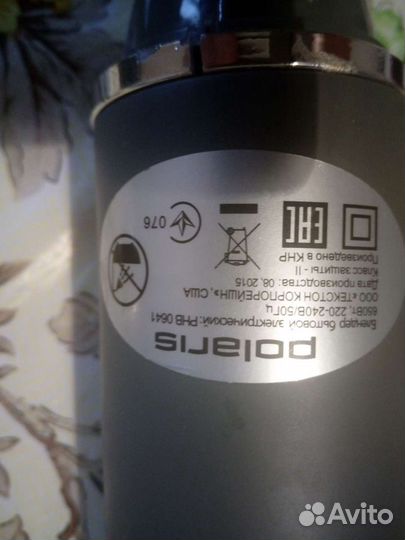 polaris
Блендер бытовой электрический: PHB 0641
650Вт, 220-240В/50Гц
ООО «ТЕКСТОН КОРПОРЕЙШН», США
Дата производства: 08, 2015
Класс защиты - II
Произведено в КНР
EAC
076
Avito